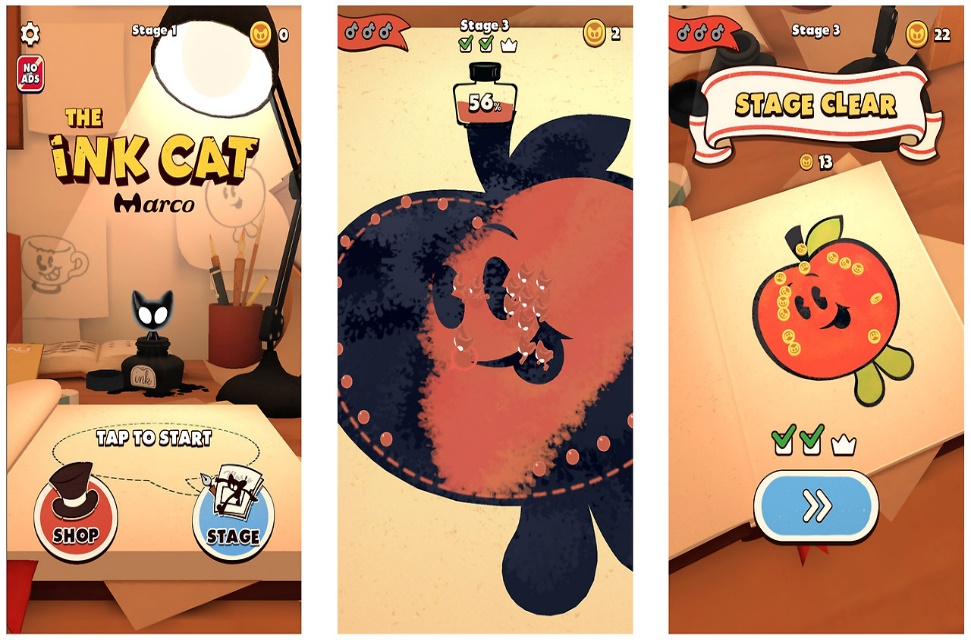 Stage 1
0
NO
ADS
THE
INK CAT
Marco
ink
TAP TO START
SHOP
STAGE
Stage 3
2
56%
Stage 3
22
STAGE CLEAR
13